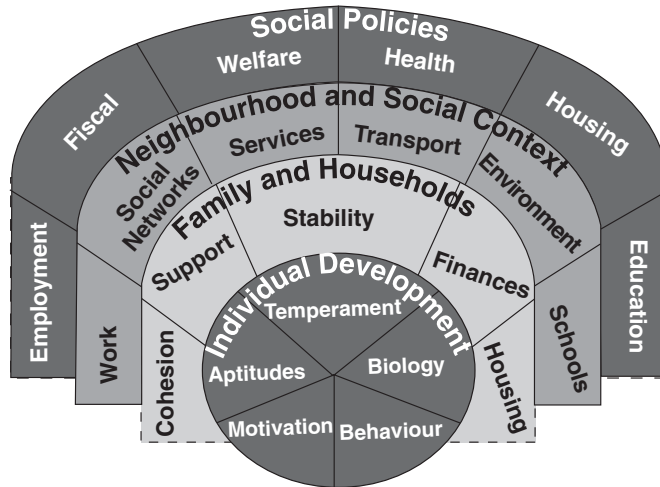 Social Policies
Welfare
Health
Fiscal
Housing
Employment
Education
Neighbourhood and Social Context
Services
Transport
Social
Networks
Environment
Work
Schools
Family and Households
Stability
Support
Finances
Cohesion
Housing
Individual Development
Temperament
Aptitudes
Biology
Motivation
Behaviour